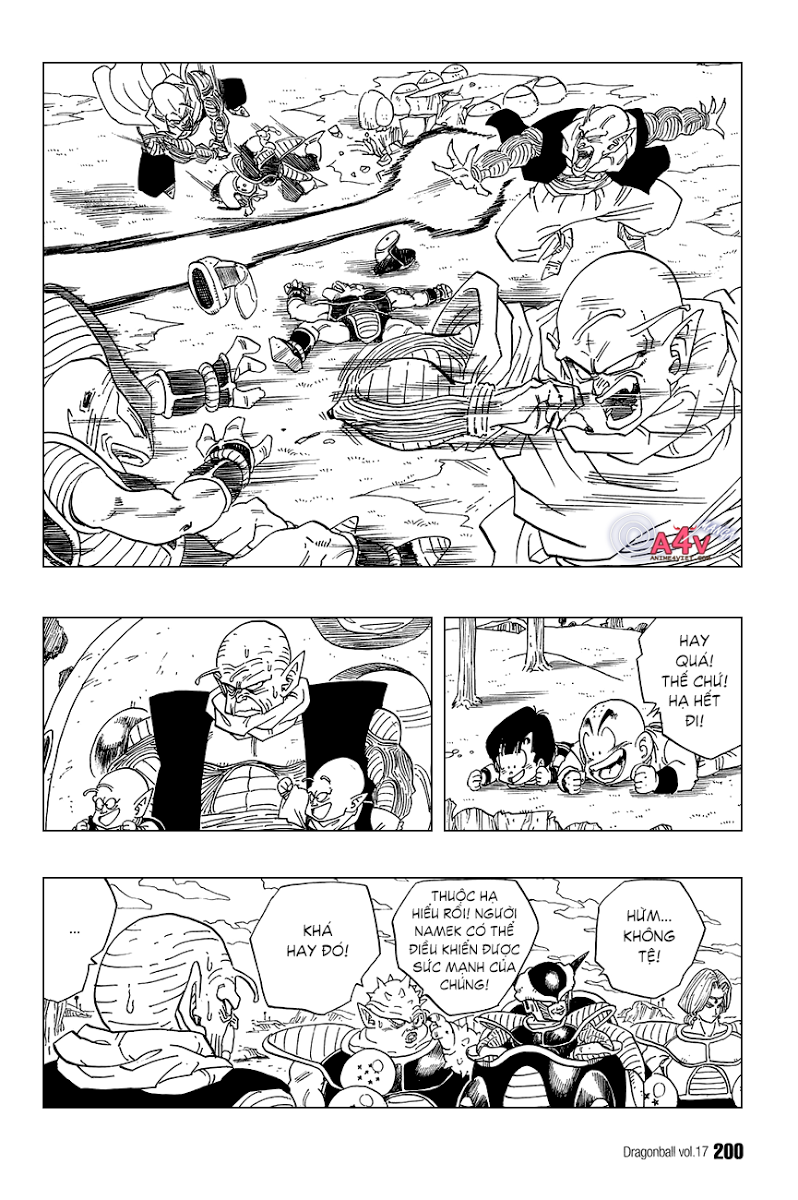 A4V
ANIME4VIET.COM
HAY
QUÁ!
THẾ CHỨ!
HẠ HẾT
ĐI!
HỪM...
KHÔNG
TỆ!
THUỘC HẠ
HIỂU RỒI! NGƯỜI
NAMEK CÓ THỂ
ĐIỀU KHIỂN ĐƯỢC
SỨC MẠNH CỦA
CHÚNG!
KHÁ
HAY ĐÓ!
...
Dragonball vol.17 200